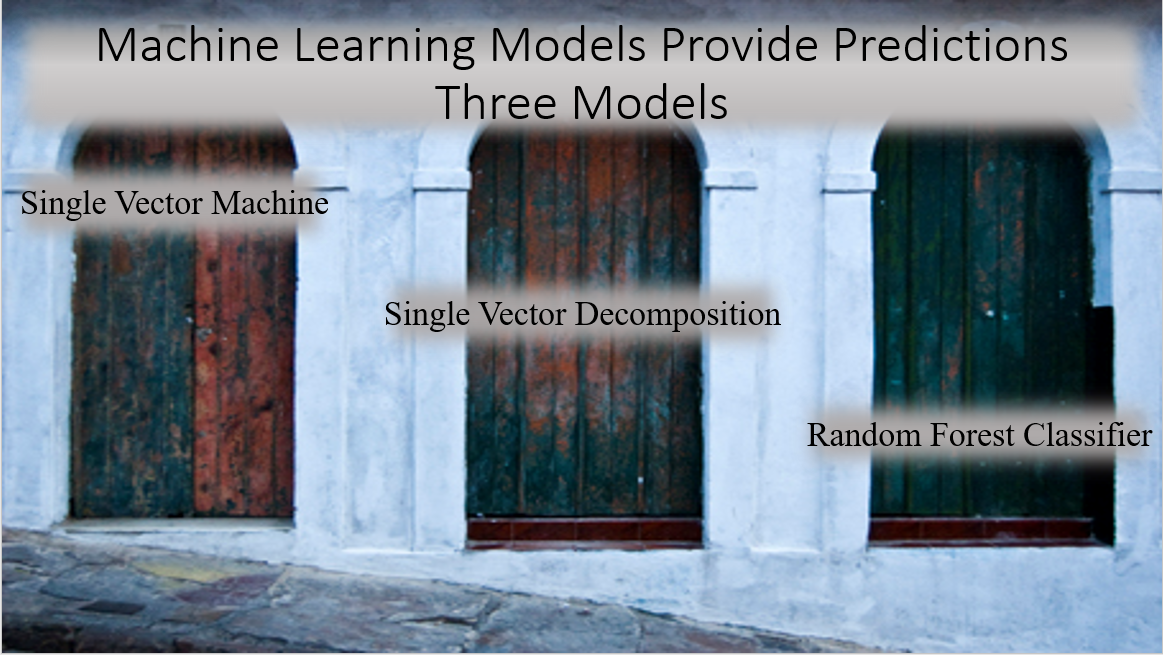 Machine Learning Models Provide Predictions
Three Models
Single Vector Machine
Single Vector Decomposition
Random Forest Classifier